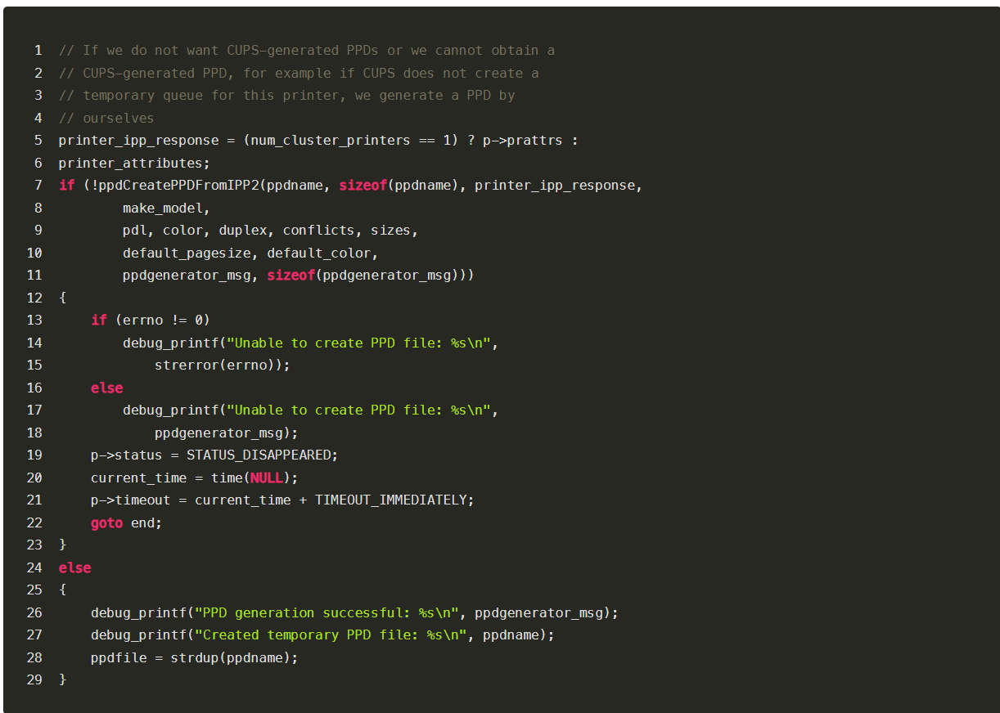 1 // If we do not want CUPS-generated PPDs or we cannot obtain a
2 // CUPS-generated PPD, for example if CUPS does not create a
3 // temporary queue for this printer, we generate a PPD by
4 // ourselves
5 printer_ipp_response = (num_cluster_printers == 1) ? p->prattrs :
6 printer_attributes;
7 if (!ppdCreatePPDFromIPP2(ppdname, sizeof(ppdname), printer_ipp_response,
8         make_model,
9         pdl, color, duplex, conflicts, sizes,
10         default_pagesize, default_color,
11         ppdgenerator_msg, sizeof(ppdgenerator_msg)))
12 {
13     if (errno != 0)
14         debug_printf("Unable to create PPD file: %s\n",
15             strerror(errno));
16     else
17         debug_printf("Unable to create PPD file: %s\n",
18             ppdgenerator_msg);
19     p->status = STATUS_DISAPPEARED;
20     current_time = time(NULL);
21     p->timeout = current_time + TIMEOUT_IMMEDIATELY;
22     goto end;
23 }
24 else
25 {
26     debug_printf("PPD generation successful: %s\n", ppdgenerator_msg);
27     debug_printf("Created temporary PPD file: %s\n", ppdname);
28     ppdfile = strdup(ppdname);
29 }